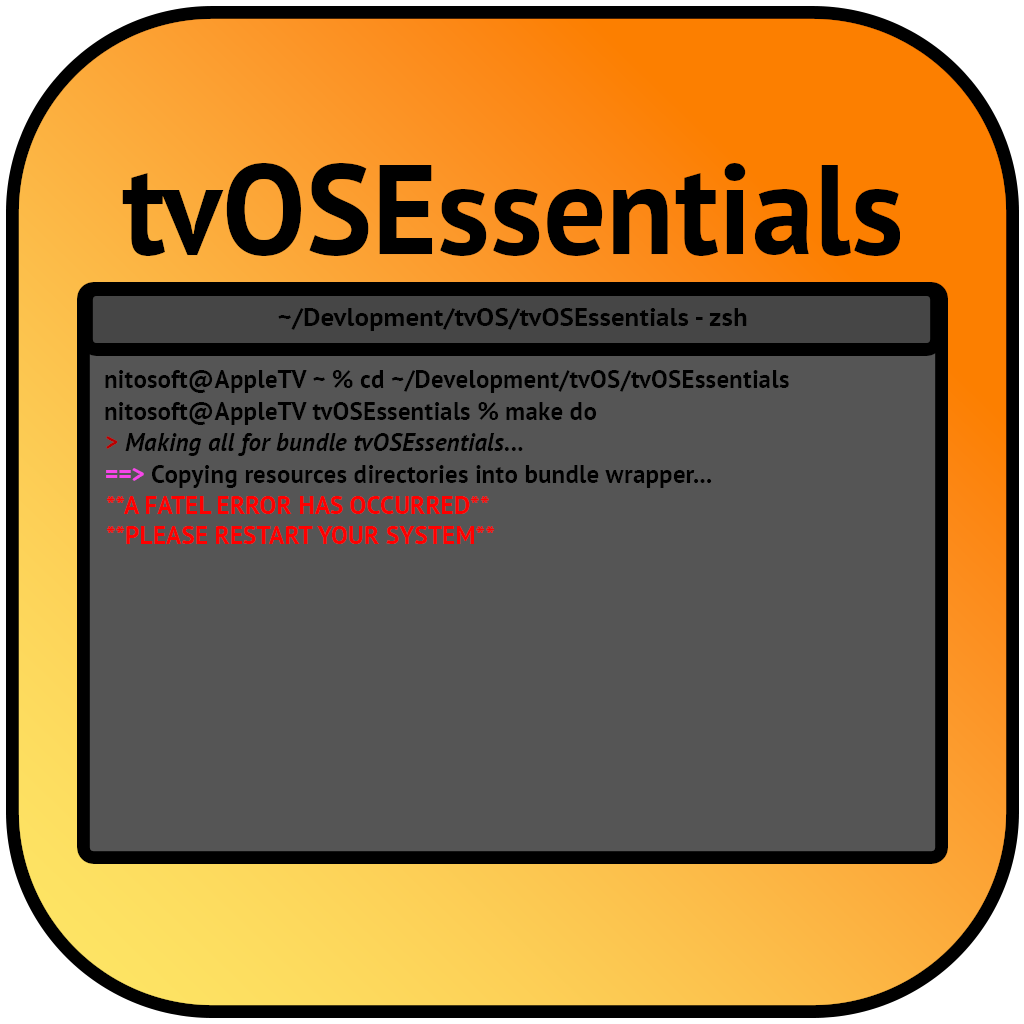 tvOSEssentials
~/Devlopment/tvOS/tvOSEssentials - zsh
nitosoft@AppleTV ~ % cd ~/Development/tvOS/tvOSEssentials
nitosoft@AppleTV tvOSEssentials % make do
> Making all for bundle tvOSEssentials...
==> Copying resources directories into bundle wrapper...
**A FATEL ERROR HAS OCCURRED**
**PLEASE RESTART YOUR SYSTEM**